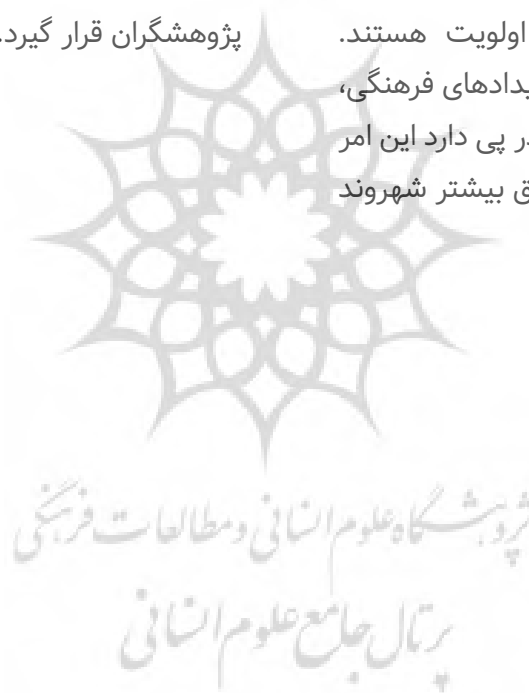 اولویت هستند.
یدادهای فرهنگی،
ر پی دارد این امر
ق بیشتر شهروند
پژوهشگران قرار گیرد.
پژوهشگاه علوم انسانی و مطالعات فرهنگی
پرتال جامع علوم انسانی